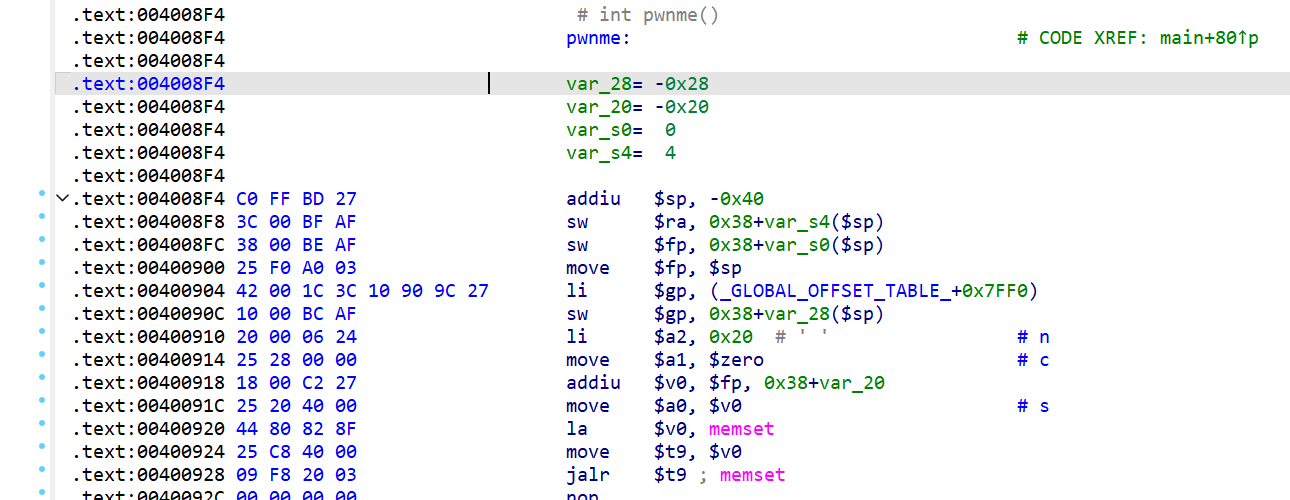 .text:004008F4 # int pwnme()
.text:004008F4 pwnme: # CODE XREF: main+80↑p
.text:004008F4
.text:004008F4 var_28= -0x28
.text:004008F4 var_20= -0x20
.text:004008F4 var_s0= 0
.text:004008F4 var_s4= 4
.text:004008F4
.text:004008F4 C0 FF BD 27 addiu $sp, -0x40
.text:004008F8 3C 00 BF AF sw $ra, 0x38+var_s4($sp)
.text:004008FC 38 00 BE AF sw $fp, 0x38+var_s0($sp)
.text:00400900 25 F0 A0 03 move $fp, $sp
.text:00400904 42 00 1C 3C 10 90 9C 27 li $gp, (_GLOBAL_OFFSET_TABLE_+0x7FF0)
.text:0040090C 10 00 BC AF sw $gp, 0x38+var_28($sp)
.text:00400910 20 00 06 24 li $a2, 0x20 # ' ' # n
.text:00400914 25 28 00 00 move $a1, $zero # c
.text:00400918 18 00 C2 27 addiu $v0, $fp, 0x38+var_20
.text:0040091C 25 20 40 00 move $a0, $v0 # s
.text:00400920 44 80 82 8F la $v0, memset
.text:00400924 25 C8 40 00 move $t9, $v0
.text:00400928 09 F8 20 03 jalr $t9 ; memset
.text:0040092C 00 00 00 00 nop